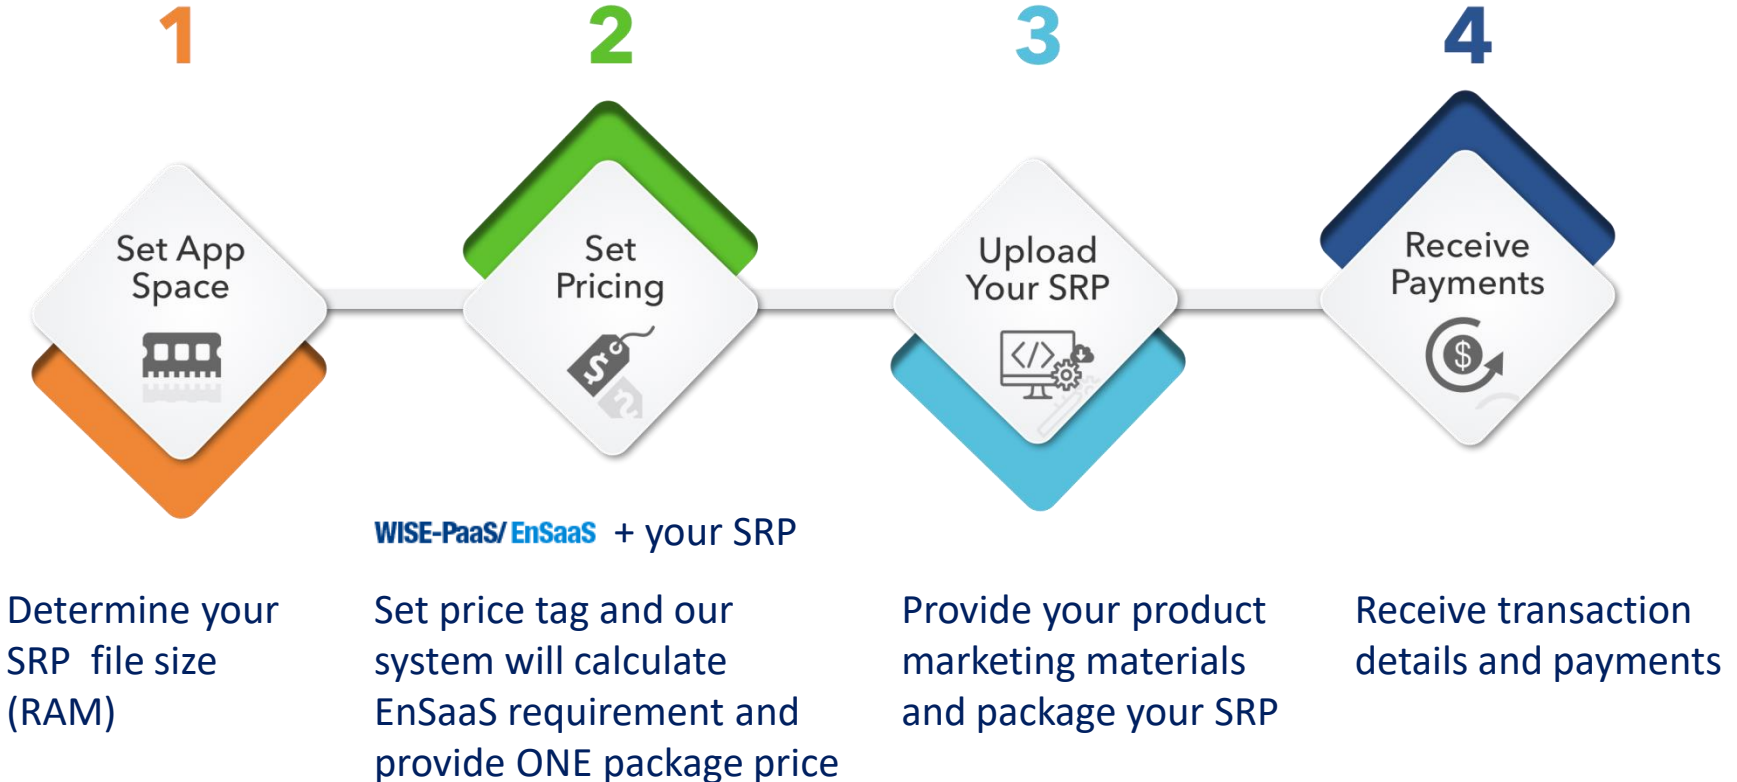 1
2
3
4
Set App
Space
Set
Pricing
Upload
Your SRP
Receive
Payments
WISE-PaaS/ EnSaaS + your SRP
Determine your
SRP file size
(RAM)
Set price tag and our
system will calculate
EnSaaS requirement and
provide ONE package price
Provide your product
marketing materials
and package your SRP
Receive transaction
details and payments